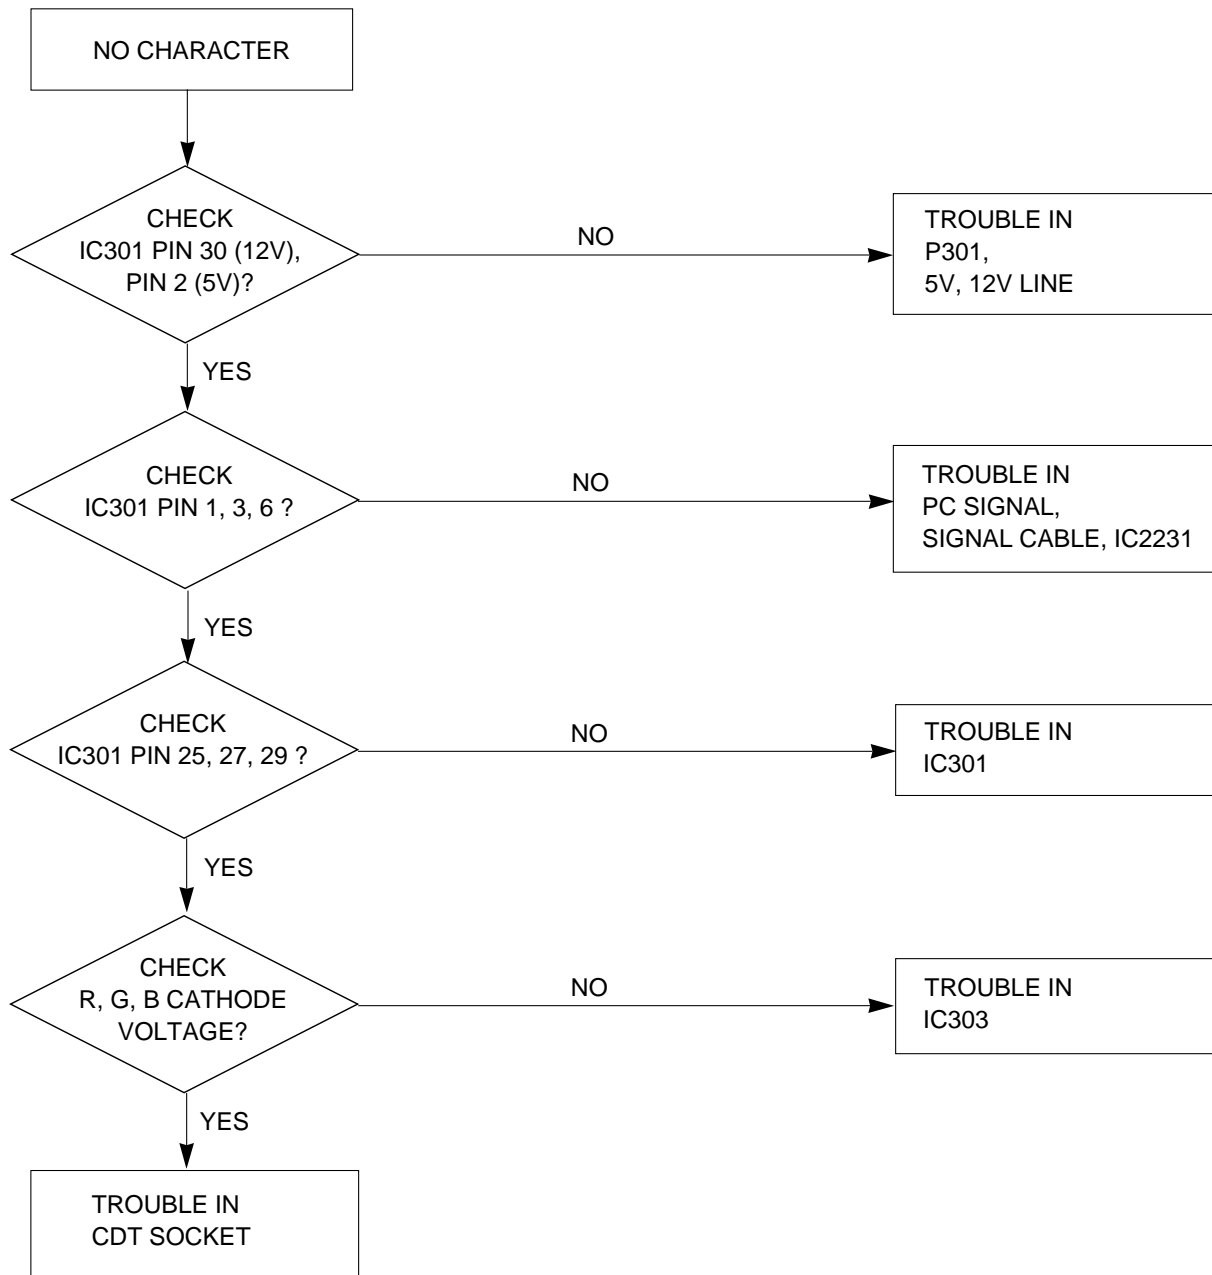 NO CHARACTER
CHECK
IC301 PIN 30 (12V),
PIN 2 (5V)?
NO
TROUBLE IN
P301,
5V, 12V LINE
YES
CHECK
IC301 PIN 1, 3, 6 ?
NO
TROUBLE IN
PC SIGNAL,
SIGNAL CABLE, IC2231
YES
CHECK
IC301 PIN 25, 27, 29 ?
NO
TROUBLE IN
IC301
YES
CHECK
R, G, B CATHODE
VOLTAGE?
NO
TROUBLE IN
IC303
YES
TROUBLE IN
CDT SOCKET